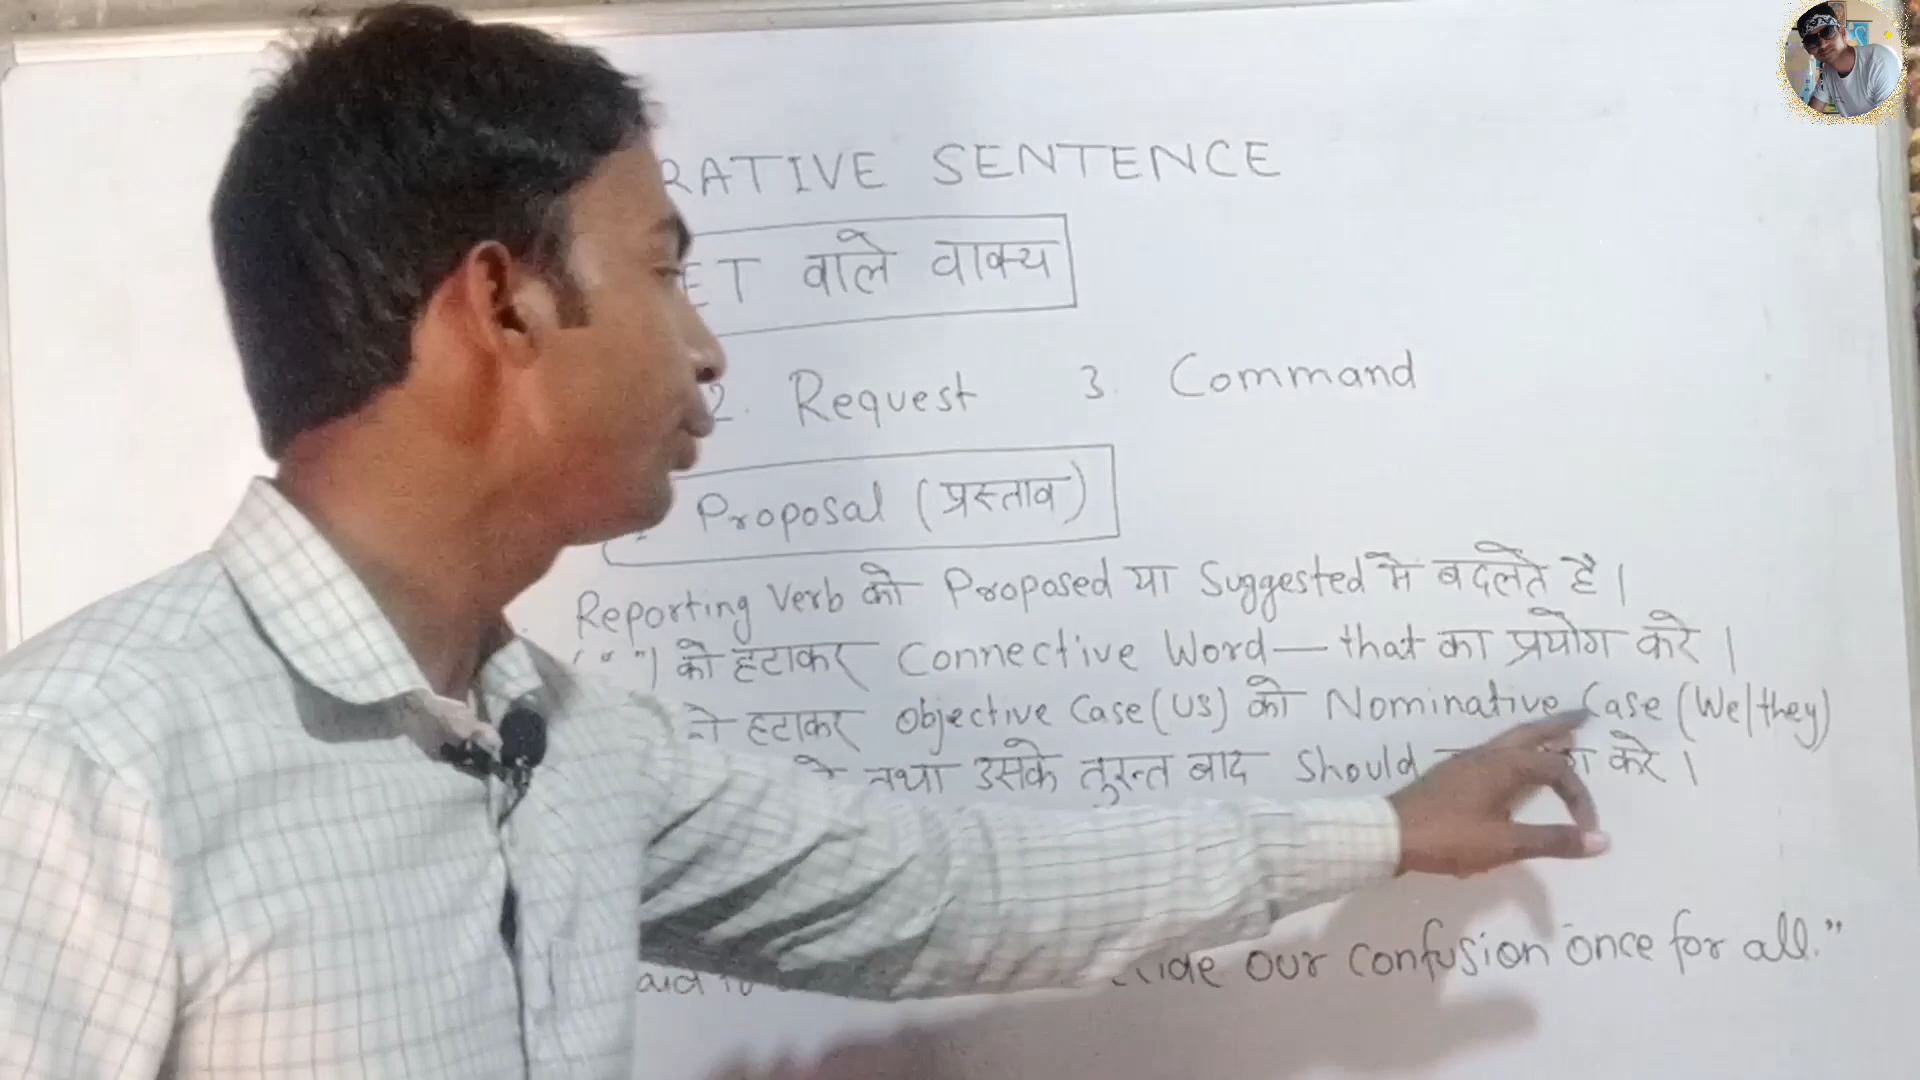 RATIVE SENTENCE
ET वाले वाक्य
2. Request 3. Command
Proposal (प्रस्ताव)
Reporting Verb को Proposed या Suggested मे बदलते है।
(" ") को हटाकर Connective Word — that का प्रयोग करे।
हटाकर Objective Case (US) को Nominative Case (We/they)
तथा उसके तुरन्त बाद Should करे।
our confusion once for all."